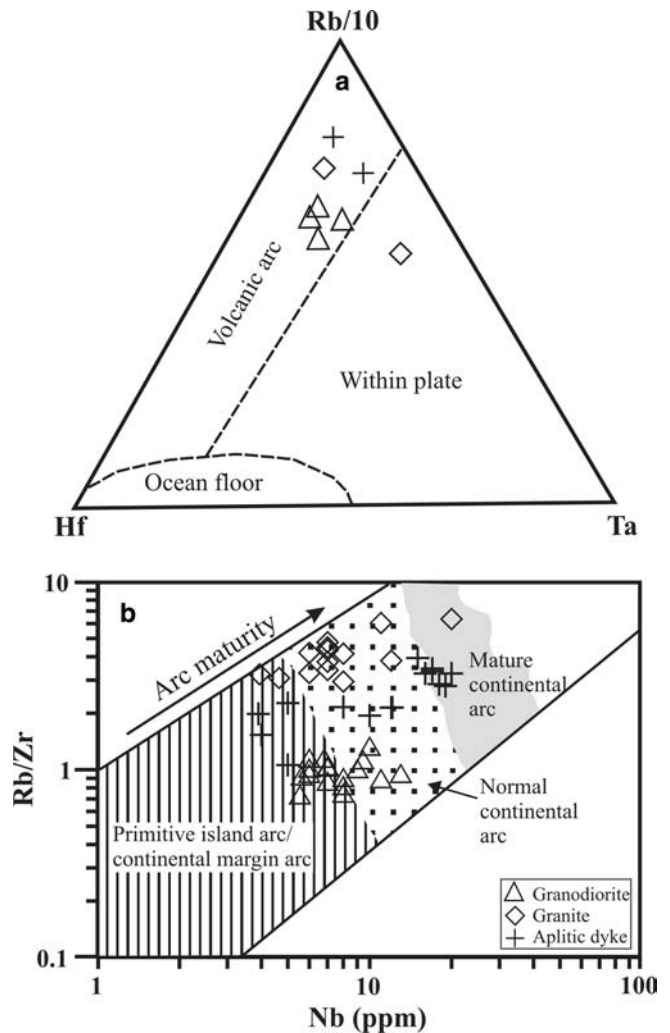 Rb/10
a
Volcanic arc
Within plate
Ocean floor
Hf
Ta
10
b
Arc maturity
Mature
continental
arc
Rb/Zr
1
Normal
continental
arc
Primitive island arc/
continental margin arc
Granodiorite
Granite
Aplitic dyke
0.1
1
10
100
Nb (ppm)